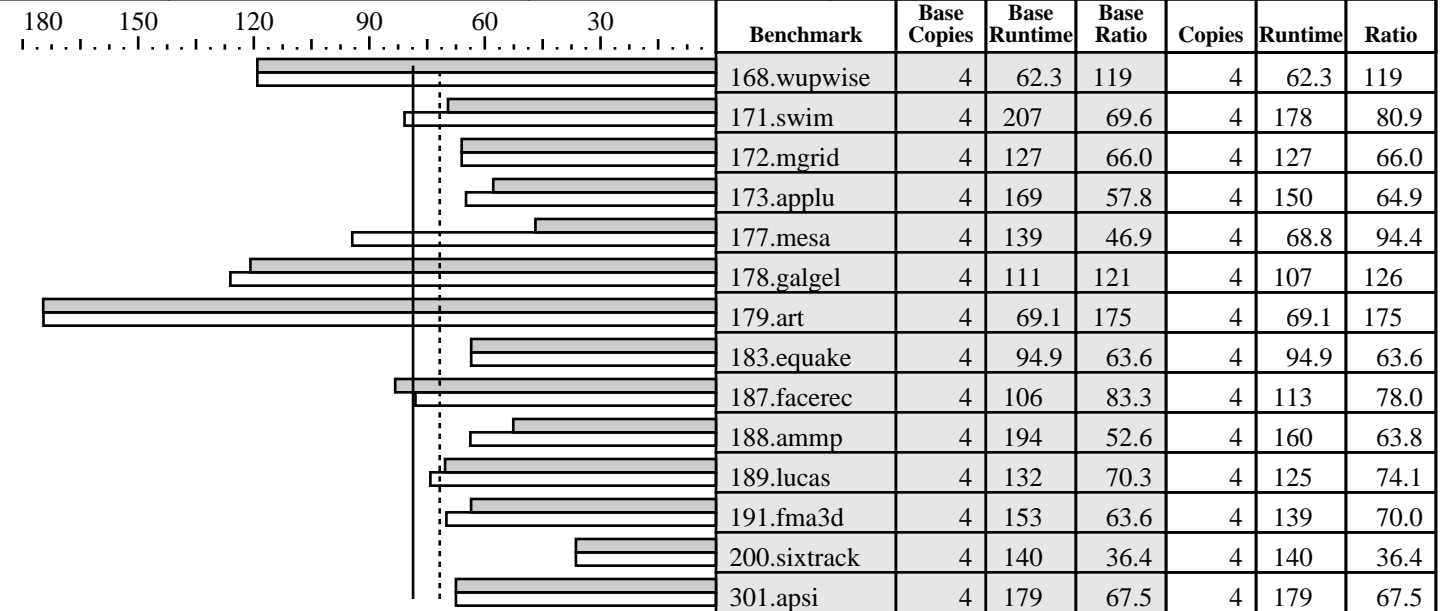 180 150 120 90 60 30 Benchmark Base Copies Base Runtime Base Ratio Copies Runtime Ratio
168.wupwise 4 62.3 119 4 62.3 119
171.swim 4 207 69.6 4 178 80.9
172.mgrid 4 127 66.0 4 127 66.0
173.applu 4 169 57.8 4 150 64.9
177.mesa 4 139 46.9 4 68.8 94.4
178.galgel 4 111 121 4 107 126
179.art 4 69.1 175 4 69.1 175
183.equake 4 94.9 63.6 4 94.9 63.6
187.facerec 4 106 83.3 4 113 78.0
188.ammp 4 194 52.6 4 160 63.8
189.lucas 4 132 70.3 4 125 74.1
191.fma3d 4 153 63.6 4 139 70.0
200.sixtrack 4 140 36.4 4 140 36.4
301.apsi 4 179 67.5 4 179 67.5